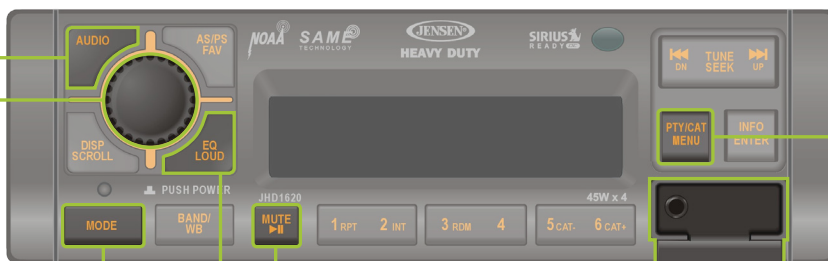 AUDIO
AS/PS
FAV
NOAA
SAME
TECHNOLOGY
JENSEN®
HEAVY DUTY
SIRIUS
READY
TUNE
SEEK
DN
UP
DISP
SCROLL
EQ
LOUD
PTY/CAT
MENU
INFO
ENTER
PUSH POWER
JHD1620
45W x 4
MODE
BAND/
WB
MUTE
1 RPT 2 INT
3 RDM 4
5 CAT- 6 CAT+